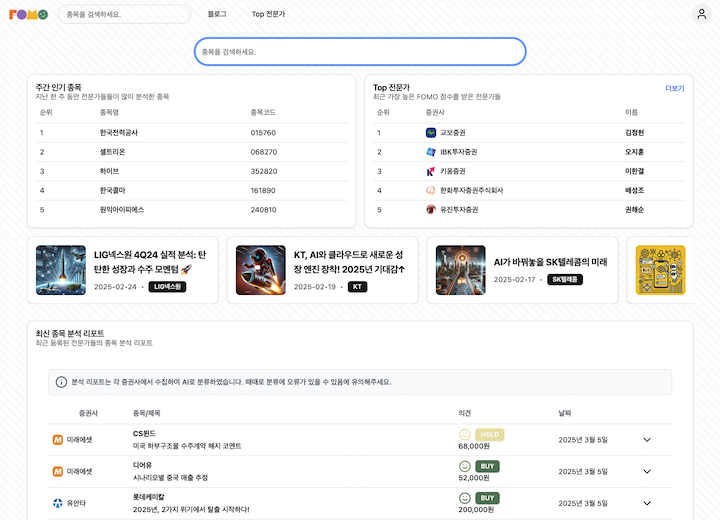 FOMO
종목을 검색하세요.
블로그
Top 전문가
종목을 검색하세요.
주간 인기 종목
지난 한 주 동안 전문가들이 많이 분석한 종목
순위 종목명 종목코드
1 한국전력공사 015760
2 셀트리온 068270
3 하이브 352820
4 한국콜마 161890
5 원익아이피에스 240810
Top 전문가
더보기
최근 가장 높은 FOMO 점수를 받은 전문가들
순위 증권사 이름
1 교보증권 김정현
2 IBK투자증권 오지훈
3 키움증권 이한결
4 한화투자증권주식회사 배성조
5 유진투자증권 권해순
LIG넥스원 4Q24 실적 분석: 탄
탄한 성장과 수주 모멘텀 🚀
2025-02-24 • LIG넥스원
KT, AI와 클라우드로 새로운 성
장 엔진 장착! 2025년 기대감↑
2025-02-19 • KT
AI가 바꿔놓을 SK텔레콤의 미래
2025-02-17 • SK텔레콤
최신 종목 분석 리포트
최근 등록된 전문가들의 종목 분석 리포트
분석 리포트는 각 증권사에서 수집하여 AI로 분류하였습니다. 때때로 분류에 오류가 있을 수 있음에 유의해주세요.
증권사 종목/제목 의견 날짜
미래에셋
CS윈드
미국 하부구조물 수주계약 해지 코멘트
HOLD
68,000원
2025년 3월 5일
미래에셋
디어유
시나리오별 중국 매출 추정
BUY
52,000원
2025년 3월 5일
유안타
롯데케미칼
2025년, 2가지 위기에서 탈출 시작하다!
BUY
200,000원
2025년 3월 5일